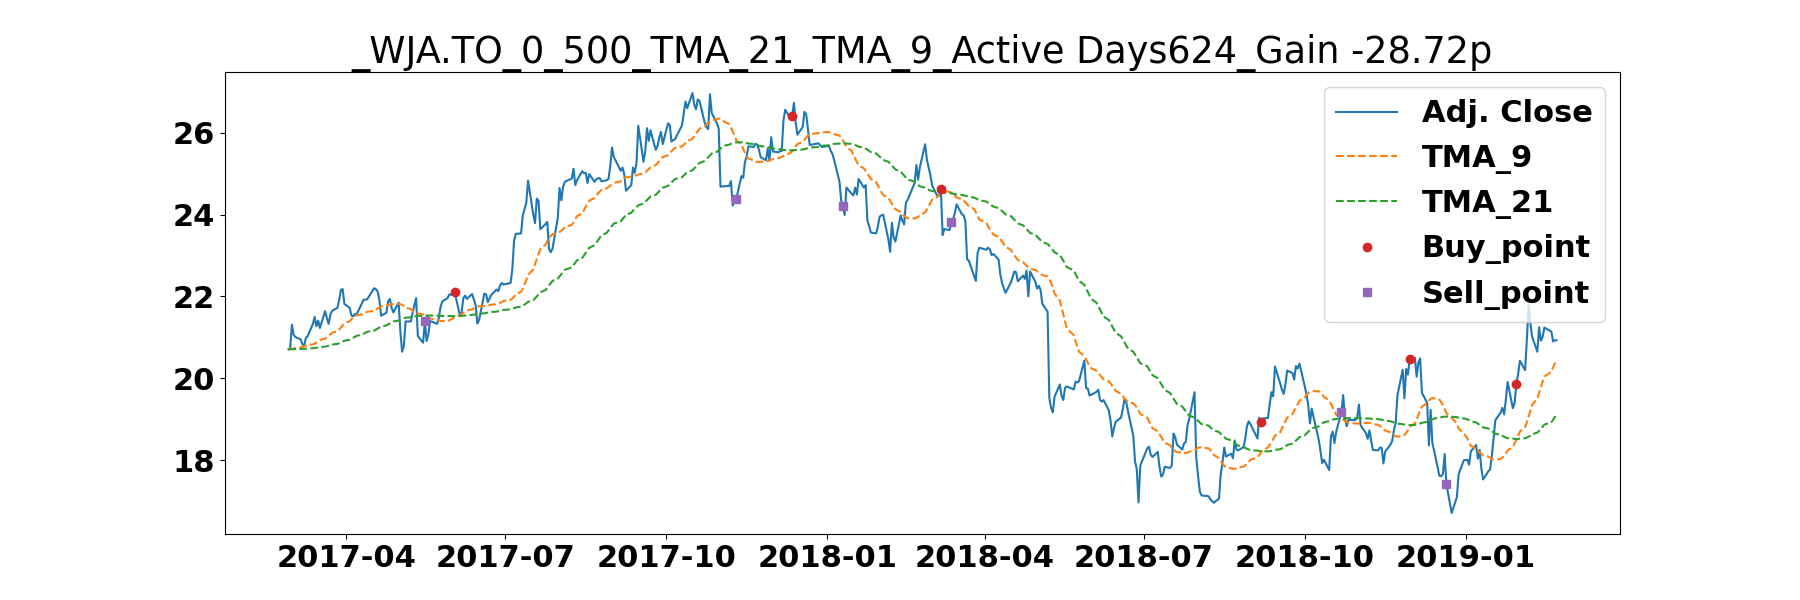 _WJA.TO_0_500_TMA_21_TMA_9_Active Days624_Gain -28.72p
26
24
22
20
18
Adj. Close
TMA_9
TMA_21
Buy_point
Sell_point
2017-04 2017-07 2017-10 2018-01 2018-04 2018-07 2018-10 2019-01